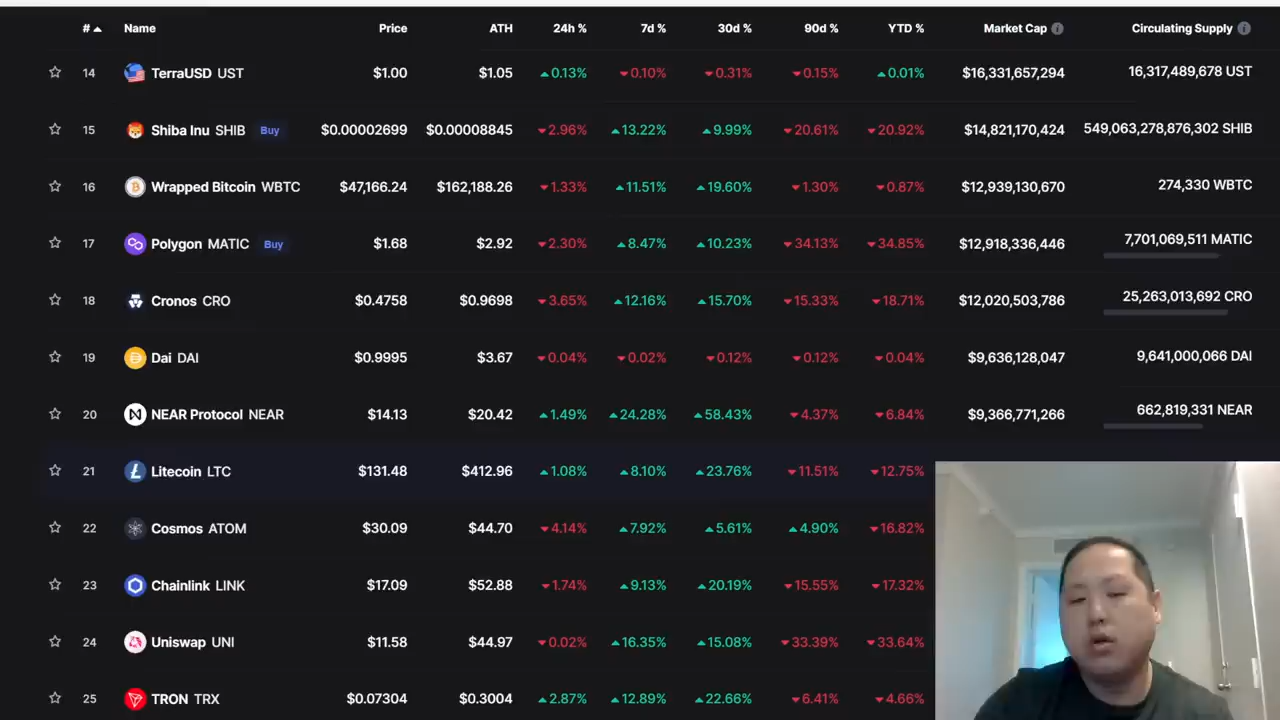 # Name Price ATH 24h % 7d % 30d % 90d % YTD % Market Cap Circulating Supply
14 TerraUSD UST $1.00 $1.05 0.13% 0.10% 0.31% 0.15% 0.01% $16,331,657,294 16,317,489,678 UST
15 Shiba Inu SHIB Buy $0.00002699 $0.00008845 2.96% 13.22% 9.99% 20.61% 20.92% $14,821,170,424 549,063,278,876,302 SHIB
16 Wrapped Bitcoin WBTC $47,166.24 $162,188.26 1.33% 11.51% 19.60% 1.30% 0.87% $12,939,130,670 274,330 WBTC
17 Polygon MATIC Buy $1.68 $2.92 2.30% 8.47% 10.23% 34.13% 34.85% $12,918,336,446 7,701,069,511 MATIC
18 Cronos CRO $0.4758 $0.9698 3.65% 12.16% 15.70% 15.33% 18.71% $12,020,503,786 25,263,013,692 CRO
19 Dai DAI $0.9995 $3.67 0.04% 0.02% 0.12% 0.12% 0.04% $9,636,128,047 9,641,000,066 DAI
20 NEAR Protocol NEAR $14.13 $20.42 1.49% 24.28% 58.43% 4.37% 6.84% $9,366,771,266 662,819,331 NEAR
21 Litecoin LTC $131.48 $412.96 1.08% 8.10% 23.76% 11.51% 12.75%
22 Cosmos ATOM $30.09 $44.70 4.14% 7.92% 5.61% 4.90% 16.82%
23 Chainlink LINK $17.09 $52.88 1.74% 9.13% 20.19% 15.55% 17.32%
24 Uniswap UNI $11.58 $44.97 0.02% 16.35% 15.08% 33.39% 33.64%
25 TRON TRX $0.07304 $0.3004 2.87% 12.89% 22.66% 6.41% 4.66%